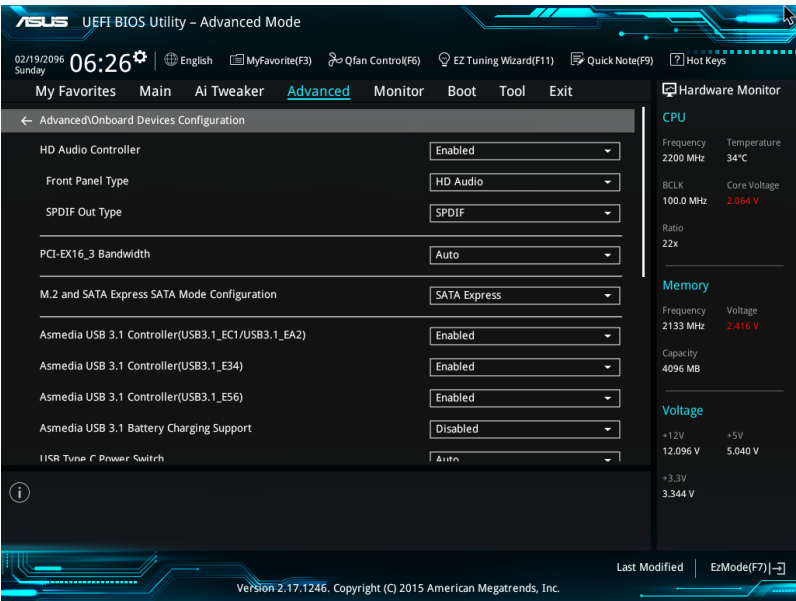 ASUS UEFI BIOS Utility – Advanced Mode
02/19/2096
Sunday
06:26
English
MyFavorite(F3)
Qfan Control(F6)
EZ Tuning Wizard(F11)
Quick Note(F9)
? Hot Keys
My Favorites
Main
Ai Tweaker
Advanced
Monitor
Boot
Tool
Exit
← Advanced\Onboard Devices Configuration
HD Audio Controller
Enabled
Front Panel Type
HD Audio
SPDIF Out Type
SPDIF
PCI-EX16_3 Bandwidth
Auto
M.2 and SATA Express SATA Mode Configuration
SATA Express
Asmedia USB 3.1 Controller(USB3.1_EC1/USB3.1_EA2)
Enabled
Asmedia USB 3.1 Controller(USB3.1_E34)
Enabled
Asmedia USB 3.1 Controller(USB3.1_E56)
Enabled
Asmedia USB 3.1 Battery Charging Support
Disabled
USB Type C Power Switch
Auto
Hardware Monitor
CPU
Frequency Temperature
2200 MHz 34°C
BCLK Core Voltage
100.0 MHz 2.064 V
Ratio
22x
Memory
Frequency Voltage
2133 MHz 2.416 V
Capacity
4096 MB
Voltage
+12V +5V
12.096 V 5.040 V
+3.3V
3.344 V
Last Modified
EzMode(F7)
Version 2.17.1246. Copyright (C) 2015 American Megatrends, Inc.